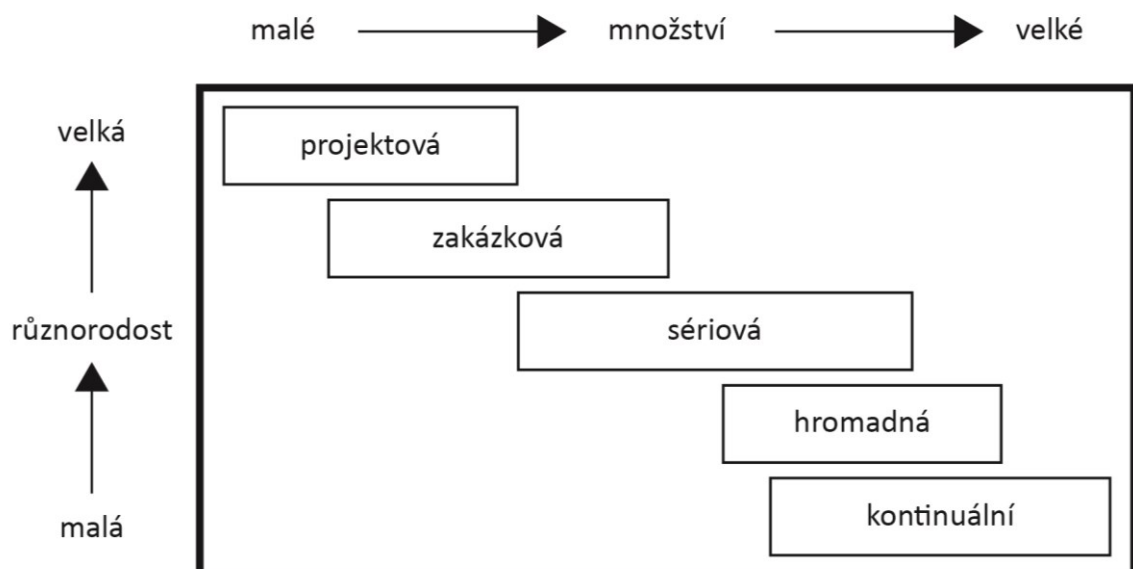 malé množství velké
velká
projektová
zakázková
různorodost
sériová
hromadná
malá
kontinuální